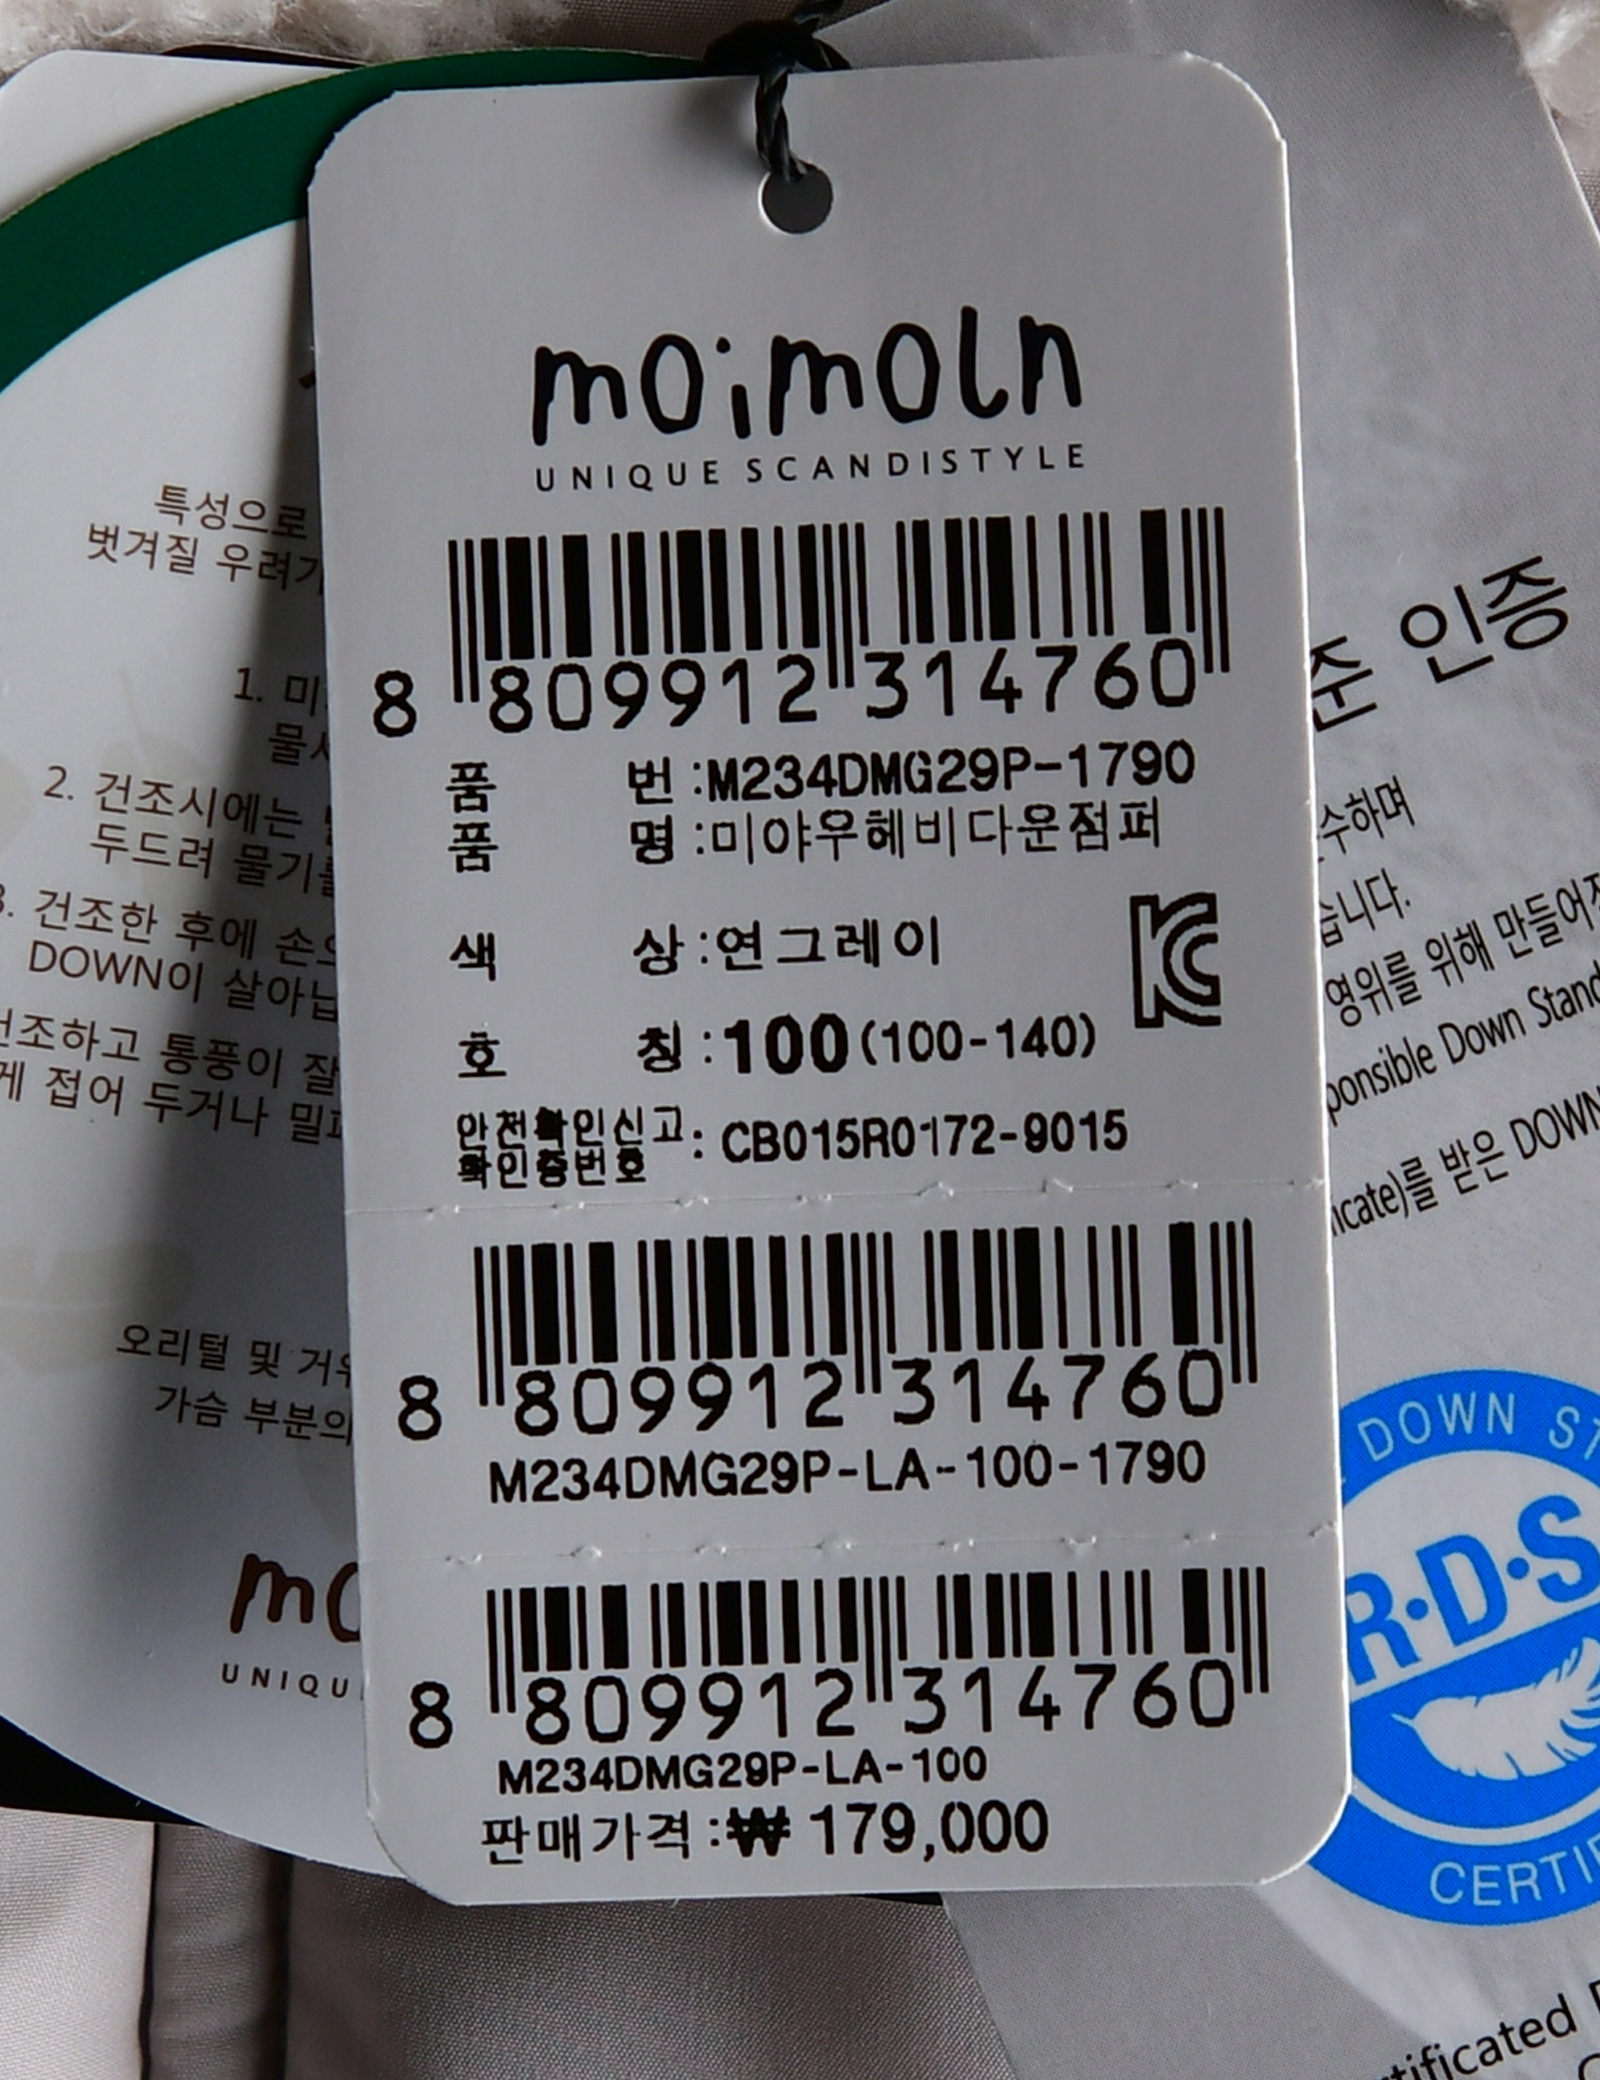 moimoln
UNIQUE SCANDISTYLE
8 809912 314760
품 번 :M234DMG29P-1790
품 명 :미야우헤비다운점퍼
색 상 :연그레이
호 칭 :100(100-140)
안전확인신고
확인증번호 : CB015R0172-9015
8 809912 314760
M234DMG29P-LA-100-1790
8 809912 314760
M234DMG29P-LA-100
판매가격 :₩ 179,000
특성으로
벗겨질 우려가
1. 미
물
2. 건조시에는
두드려 물기를
3. 건조한 후에 손으
DOWN이 살아납
건조하고 통풍이 잘
게 접어 두거나 밀
오리털 및 거위
가슴 부분의
mo
UNIQU
준 인증
수하며
습니다.
영위를 위해 만들어
ponsible Down Stand
icate)를 받은 DOWN
DOWN ST
R·D·S
CERTI
rtificated